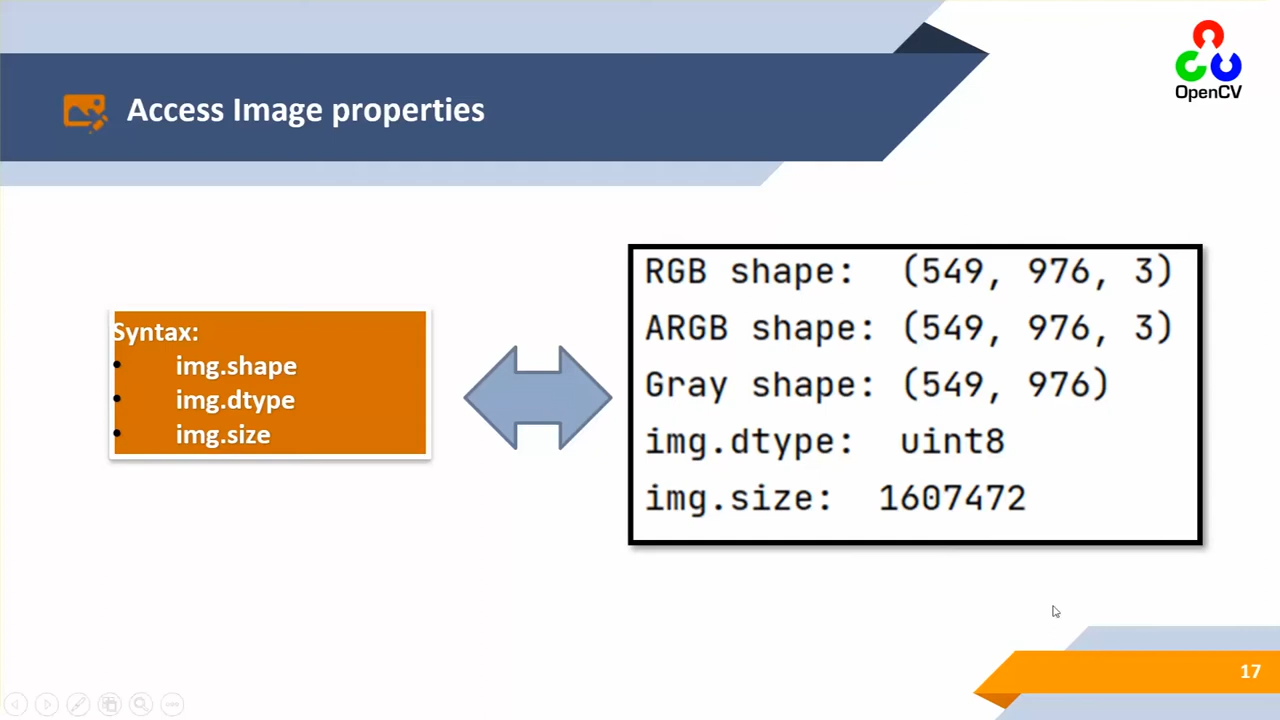 OpenCV
Access Image properties
Syntax:
• img.shape
• img.dtype
• img.size
RGB shape: (549, 976, 3)
ARGB shape: (549, 976, 3)
Gray shape: (549, 976)
img.dtype: uint8
img.size: 1607472
17